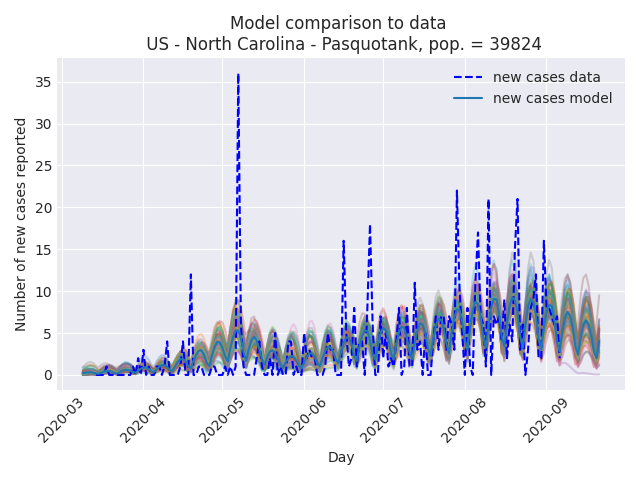 Model comparison to data
US - North Carolina - Pasquotank, pop. = 39824
new cases data
new cases model
Number of new cases reported
35
30
25
20
15
10
5
0
2020-03
2020-04
2020-05
2020-06
2020-07
2020-08
2020-09
Day